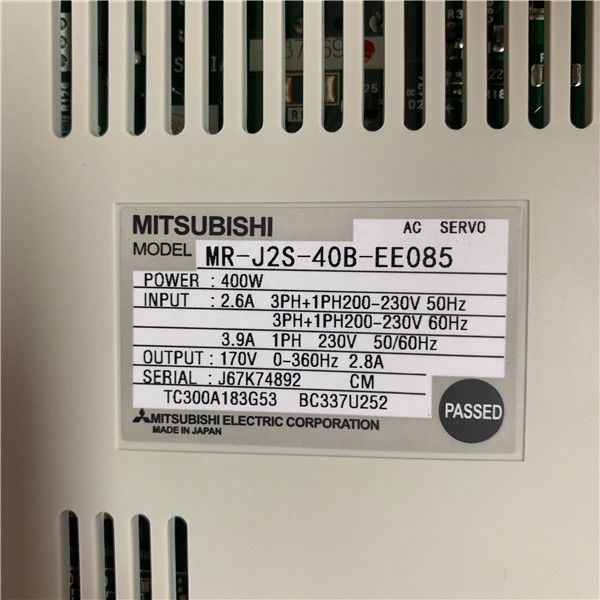 MITSUBISHI
AC SERVO
MODEL MR-J2S-40B-EE085
POWER : 400W
INPUT : 2.6A 3PH+1PH200-230V 50Hz
3PH+1PH200-230V 60Hz
3.9A 1PH 230V 50/60Hz
OUTPUT : 170V 0-360Hz 2.8A
SERIAL : J67K74892 CM
TC300A183G53 BC337U252
PASSED
MITSUBISHI ELECTRIC CORPORATION
MADE IN JAPAN